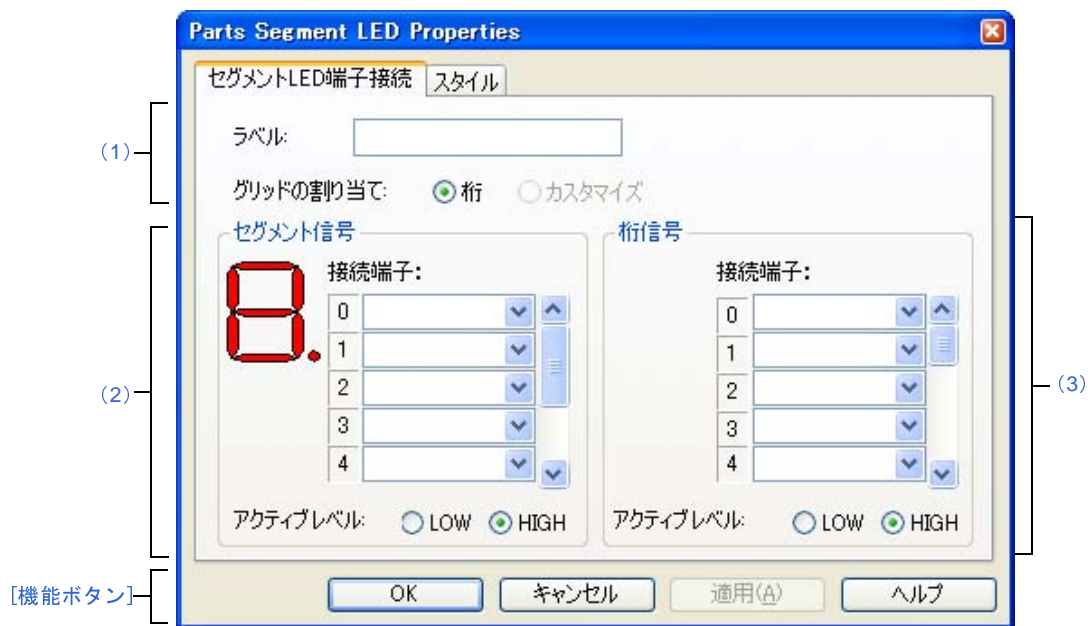 Parts Segment LED Properties
セグメントLED端子接続 スタイル
(1)
ラベル:
グリッドの割り当て: 桁 カスタマイズ
(2)
セグメント信号
接続端子:
0
1
2
3
4
アクティブレベル: LOW HIGH
桁信号
接続端子:
0
1
2
3
4
アクティブレベル: LOW HIGH
(3)
[機能ボタン]
OK キャンセル 適用(A) ヘルプ